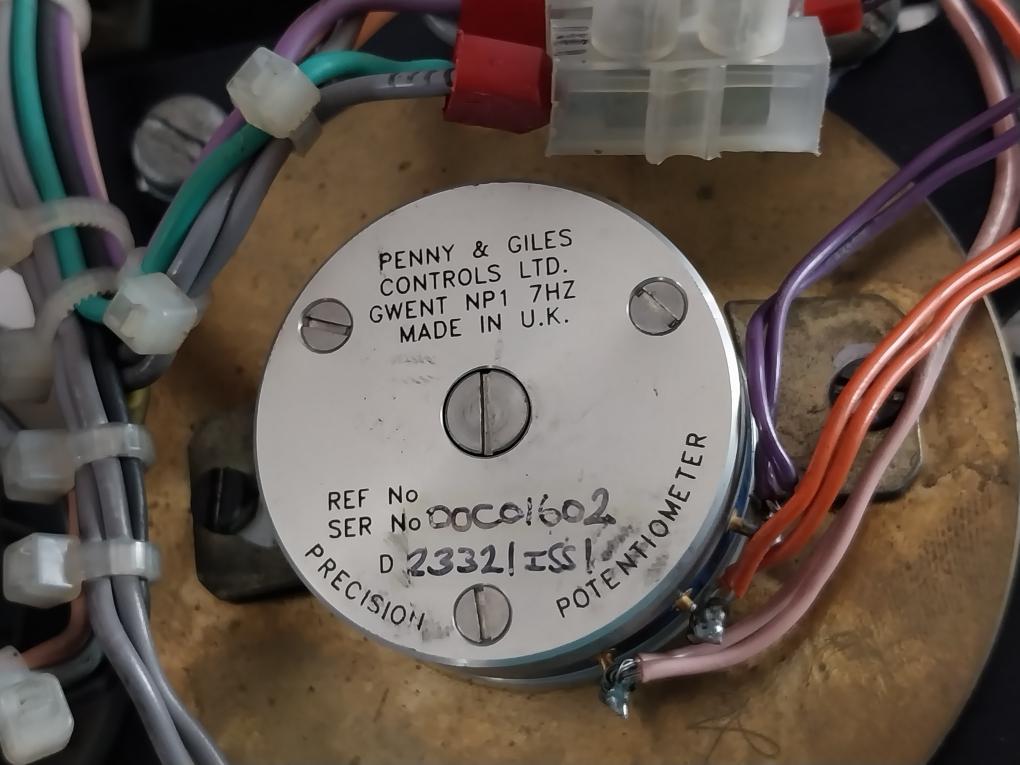 PENNY & GILES
CONTROLS LTD.
GWENT NP1 7HZ
MADE IN U.K.
REF No
SER No 00C01602
D 23321/ISS1
PRECISION POTENTIOMETER